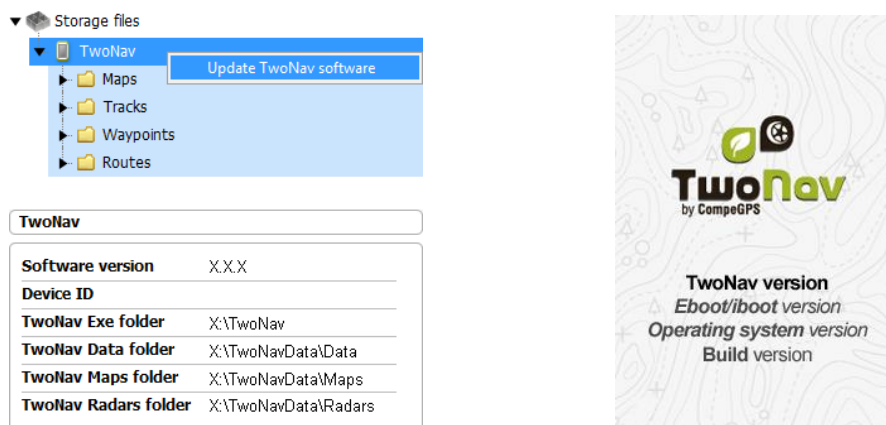 Storage files
TwoNav
Update TwoNav software
Maps
Tracks
Waypoints
Routes
TwoNav
Software version X.X.X
Device ID
TwoNav Exe folder X:\TwoNav
TwoNav Data folder X:\TwoNavData\Data
TwoNav Maps folder X:\TwoNavData\Maps
TwoNav Radars folder X:\TwoNavData\Radars
TwoNav
by CompeGPS
TwoNav version
Eboot/iboot version
Operating system version
Build version